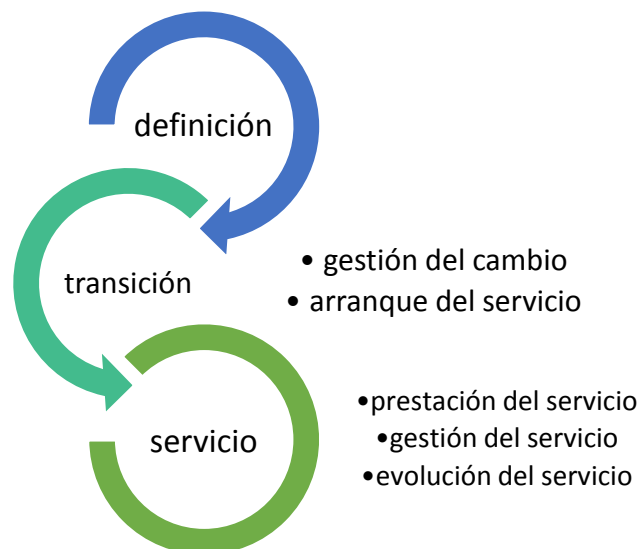 definición
transición
• gestión del cambio
• arranque del servicio
servicio
•prestación del servicio
•gestión del servicio
•evolución del servicio